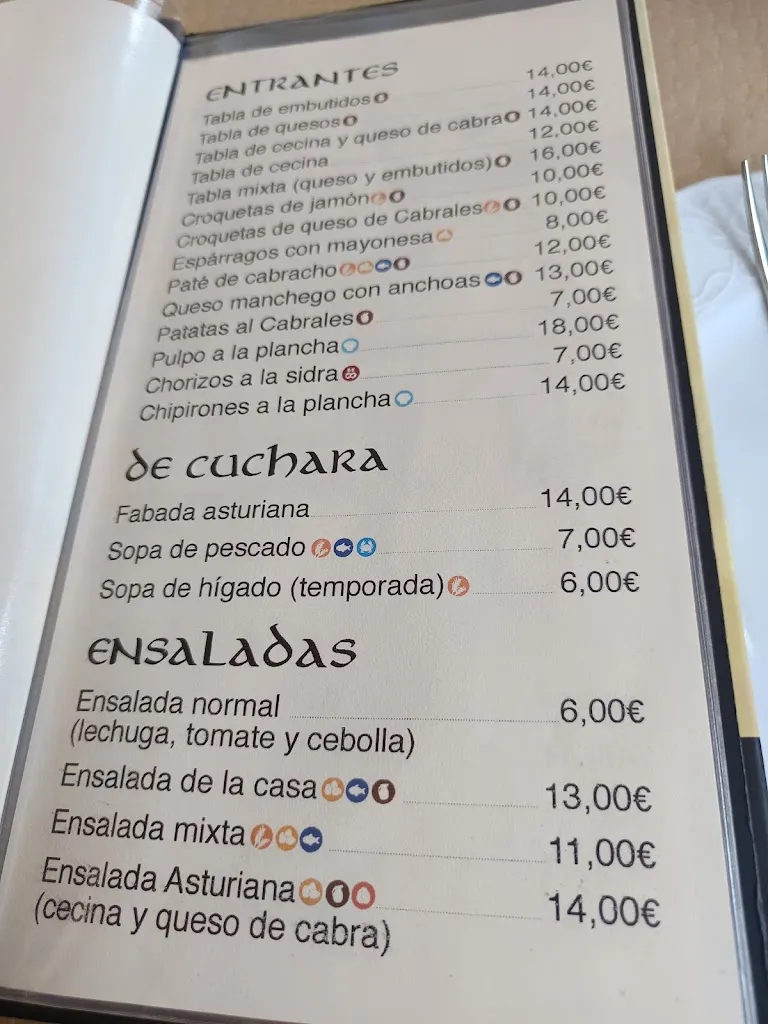 ENTRANTES
Tabla de embutidos 14,00€
Tabla de quesos 14,00€
Tabla de cecina y queso de cabra 14,00€
Tabla de cecina 12,00€
Tabla mixta (queso y embutidos) 16,00€
Croquetas de jamón 10,00€
Croquetas de queso de Cabrales 10,00€
Espárragos con mayonesa 8,00€
Paté de cabracho 12,00€
Queso manchego con anchoas 13,00€
Patatas al Cabrales 7,00€
Pulpo a la plancha 18,00€
Chorizos a la sidra 7,00€
Chipirones a la plancha 14,00€
DE CUCHARA
Fabada asturiana 14,00€
Sopa de pescado 7,00€
Sopa de hígado (temporada) 6,00€
ENSALADAS
Ensalada normal 6,00€
(lechuga, tomate y cebolla)
Ensalada de la casa 13,00€
Ensalada mixta 11,00€
Ensalada Asturiana 14,00€
(cecina y queso de cabra)